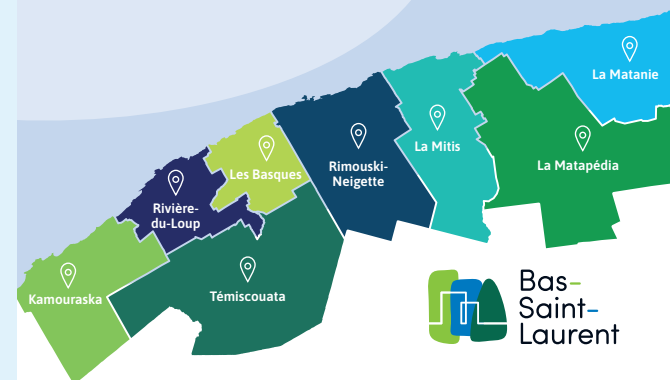 La Matanie
La Mitis
La Matapédia
Rimouski-
Neigette
Les Basques
Rivière-
du-Loup
Témiscouata
Kamouraska
Bas-
Saint-
Laurent